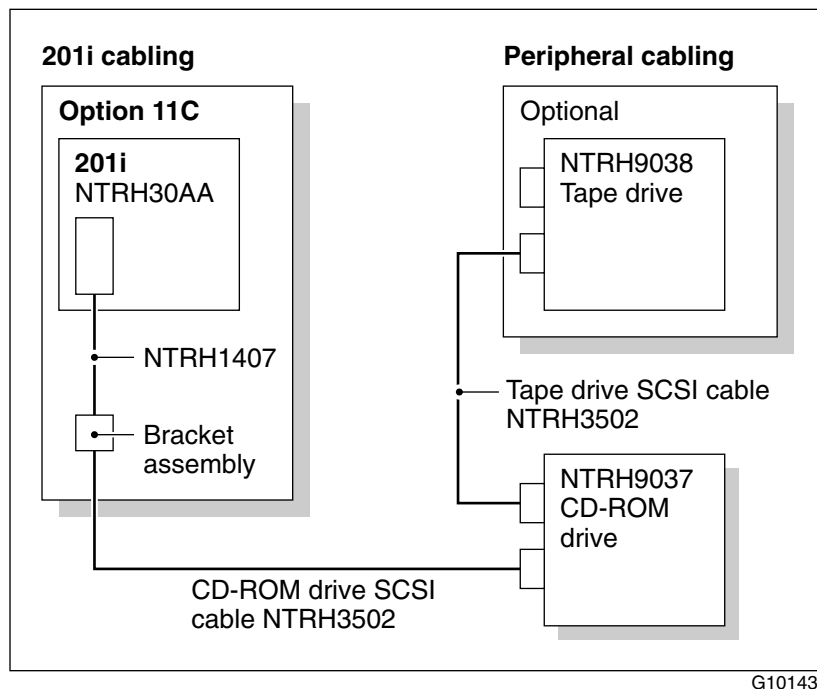 201i cabling
Option 11C
201i
NTRH30AA
NTRH1407
Bracket
assembly
CD-ROM drive SCSI
cable NTRH3502
Peripheral cabling
Optional
NTRH9038
Tape drive
Tape drive SCSI cable
NTRH3502
NTRH9037
CD-ROM
drive
G10143